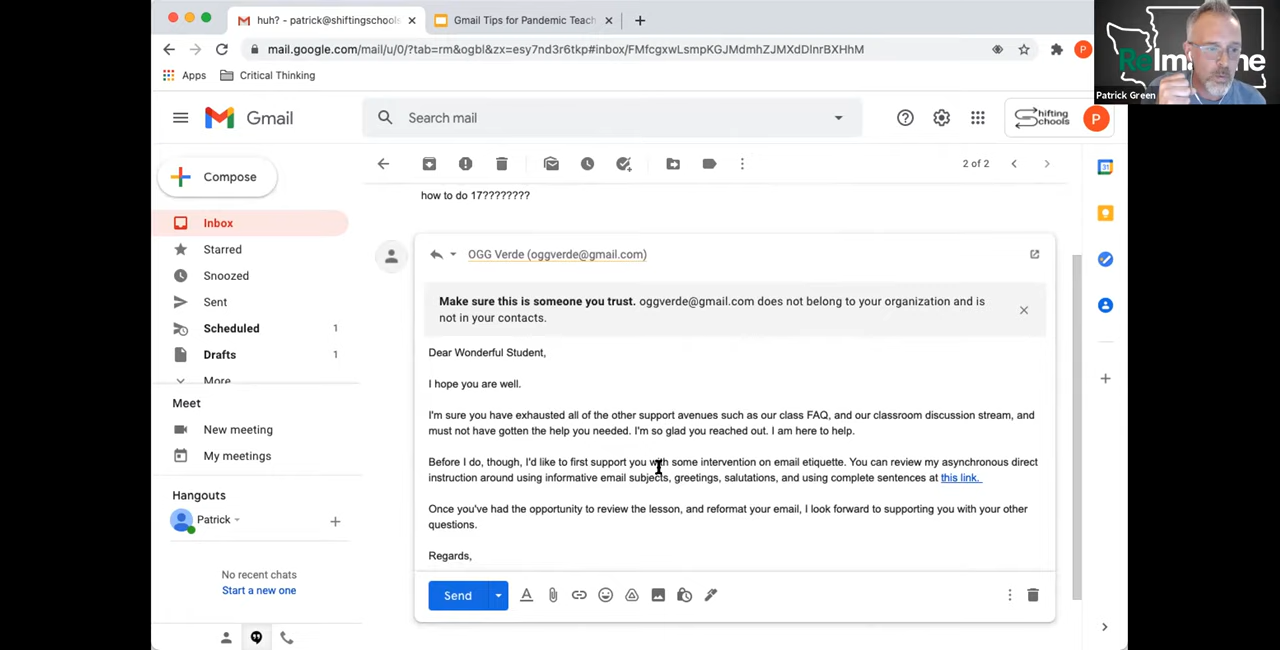 huh? - patrick@shiftingschools
Gmail Tips for Pandemic Teach
mail.google.com/mail/u/0/?tab=rm&ogbl&zx=esy7nd3r6tkp#inbox/FMfcgxwLsmpKGJMdmhZJMXdDlnrBXHhM
P
Apps
Critical Thinking
ReImagine
Patrick Green
Gmail
Search mail
Shifting
Schools
P
Compose
2 of 2
how to do 17????????
Inbox
Starred
Snoozed
Sent
Scheduled 1
Drafts 1
More
OGG Verde (oggverde@gmail.com)
Make sure this is someone you trust. oggverde@gmail.com does not belong to your organization and is
not in your contacts.
Dear Wonderful Student,
I hope you are well.
I'm sure you have exhausted all of the other support avenues such as our class FAQ, and our classroom discussion stream, and
must not have gotten the help you needed. I'm so glad you reached out. I am here to help.
Before I do, though, I'd like to first support you with some intervention on email etiquette. You can review my asynchronous direct
instruction around using informative email subjects, greetings, salutations, and using complete sentences at this link.
Once you've had the opportunity to review the lesson, and reformat your email, I look forward to supporting you with your other
questions.
Regards,
Send
Meet
New meeting
My meetings
Hangouts
Patrick
No recent chats
Start a new one
31